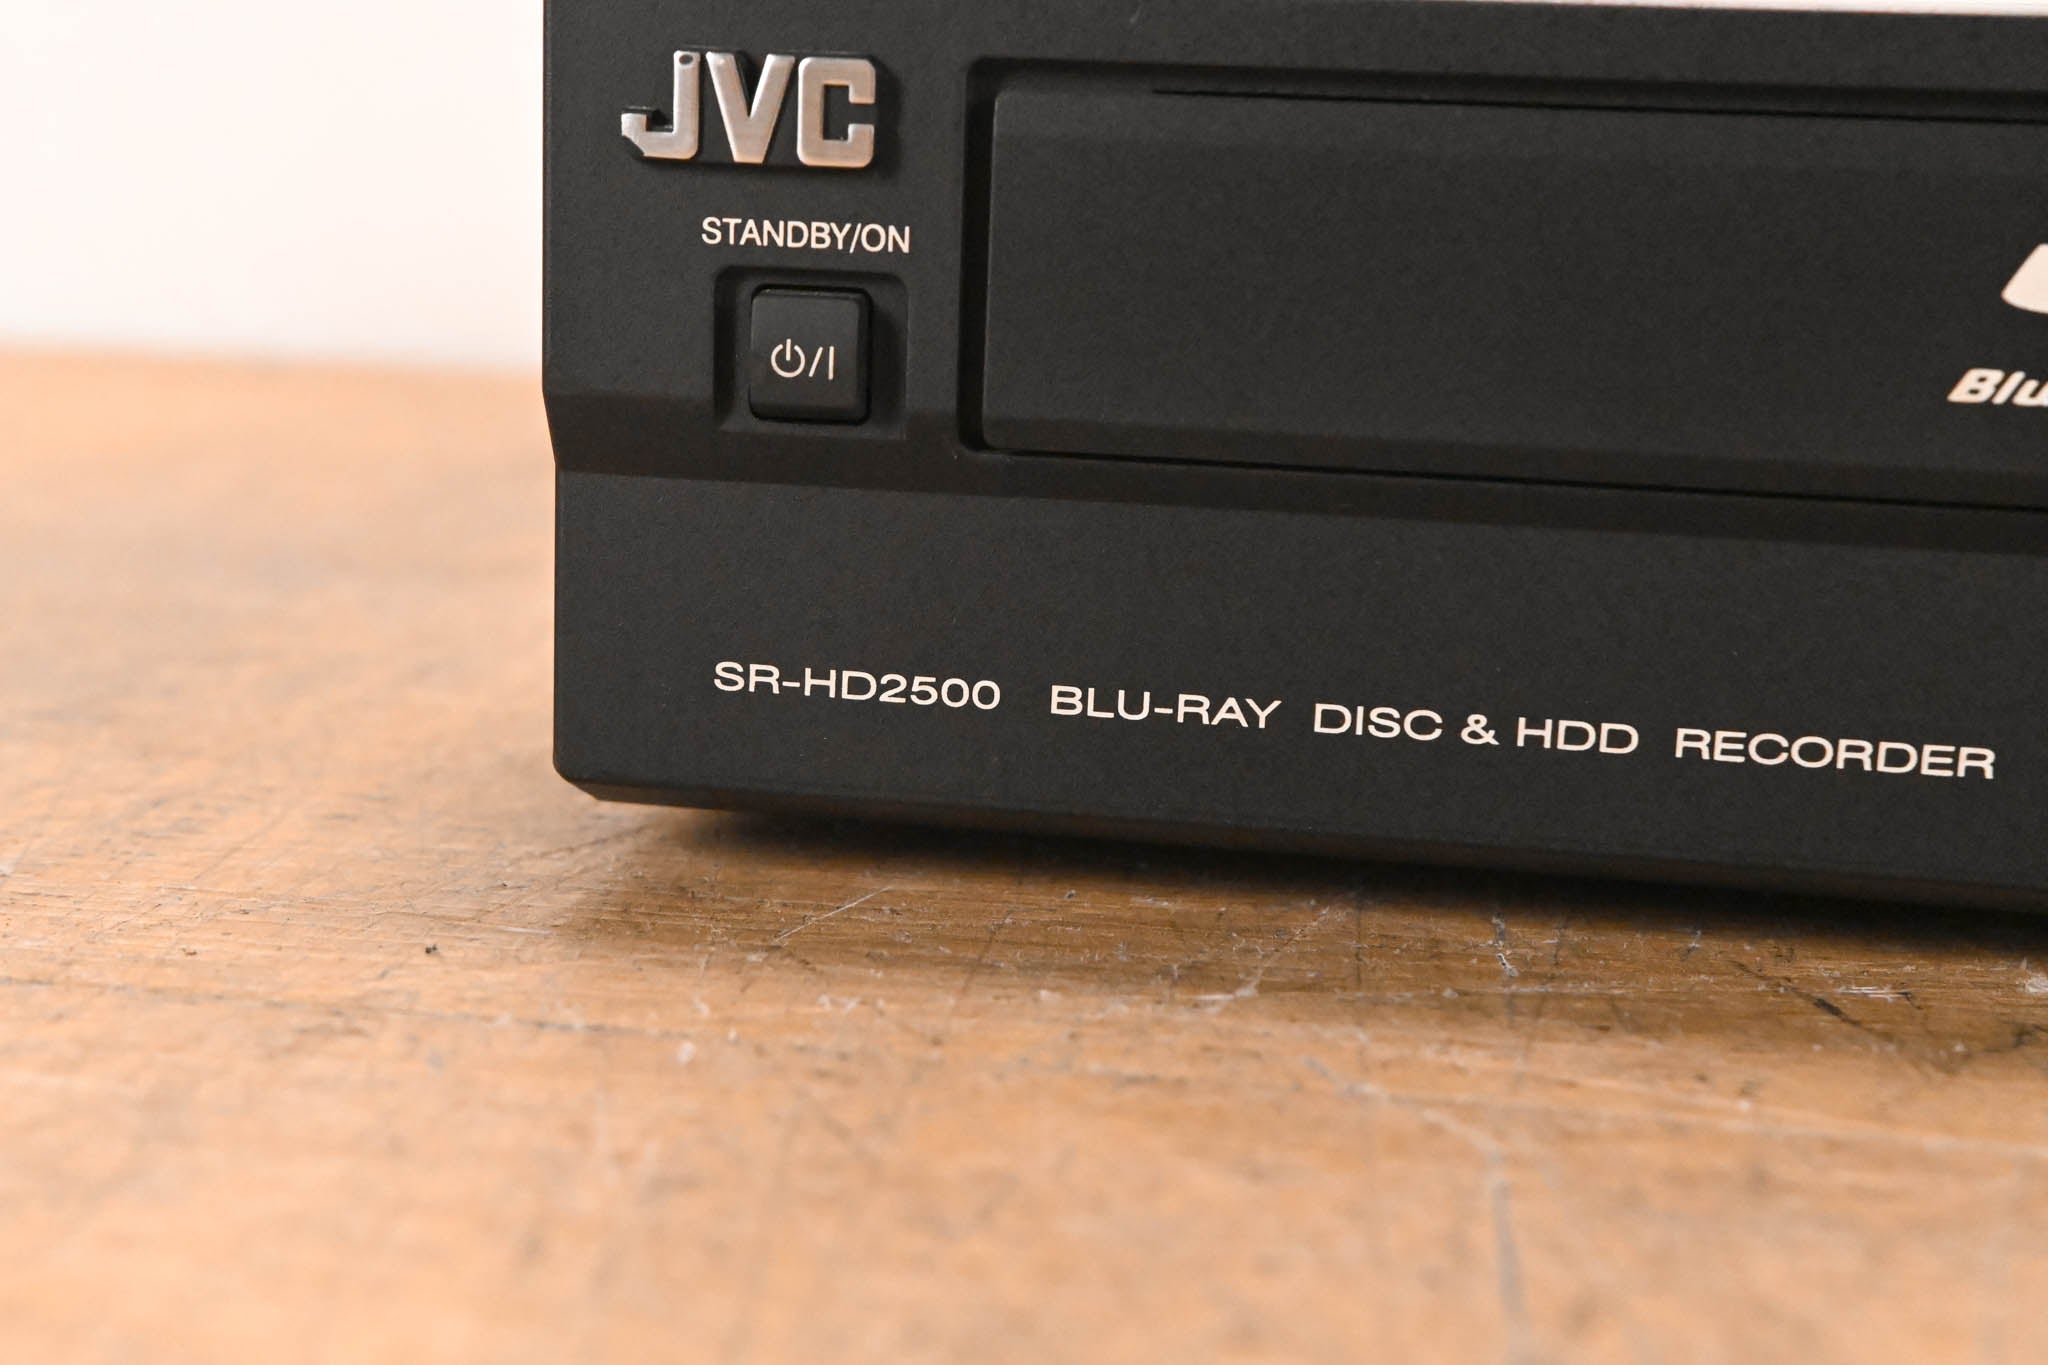 JVC
STANDBY/ON
⏻/I
SR-HD2500 BLU-RAY DISC & HDD RECORDER